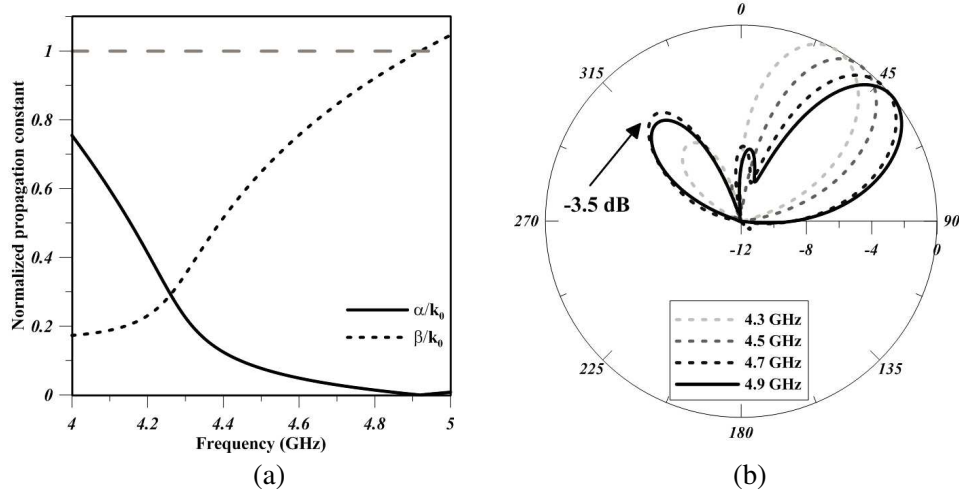 Normalized propagation constant
1
0.8
0.6
0.4
0.2
0
α/k₀
β/k₀
4
4.2
4.4
4.6
4.8
5
Frequency (GHz)
(a)
0
45
90
135
180
225
270
315
-3.5 dB
-12
-8
-4
0
4.3 GHz
4.5 GHz
4.7 GHz
4.9 GHz
(b)